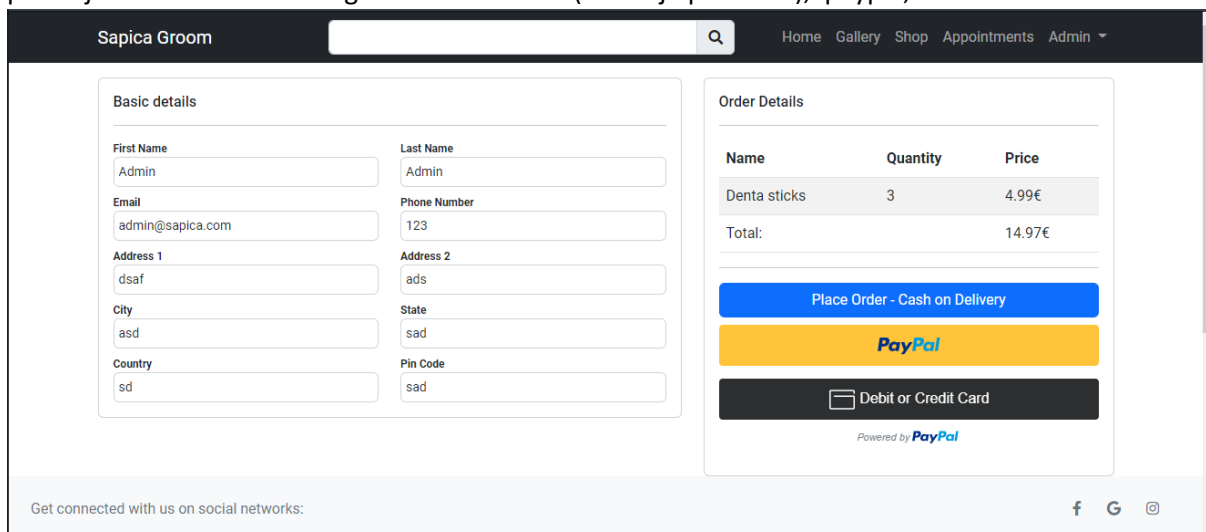 Sapica Groom
Home Gallery Shop Appointments Admin
Basic details
First Name
Admin
Last Name
Admin
Email
admin@sapica.com
Phone Number
123
Address 1
dsaf
Address 2
ads
City
asd
State
sad
Country
sd
Pin Code
sad
Order Details
Name Quantity Price
Denta sticks 3 4.99€
Total: 14.97€
Place Order - Cash on Delivery
PayPal
Debit or Credit Card
Powered by PayPal
Get connected with us on social networks: